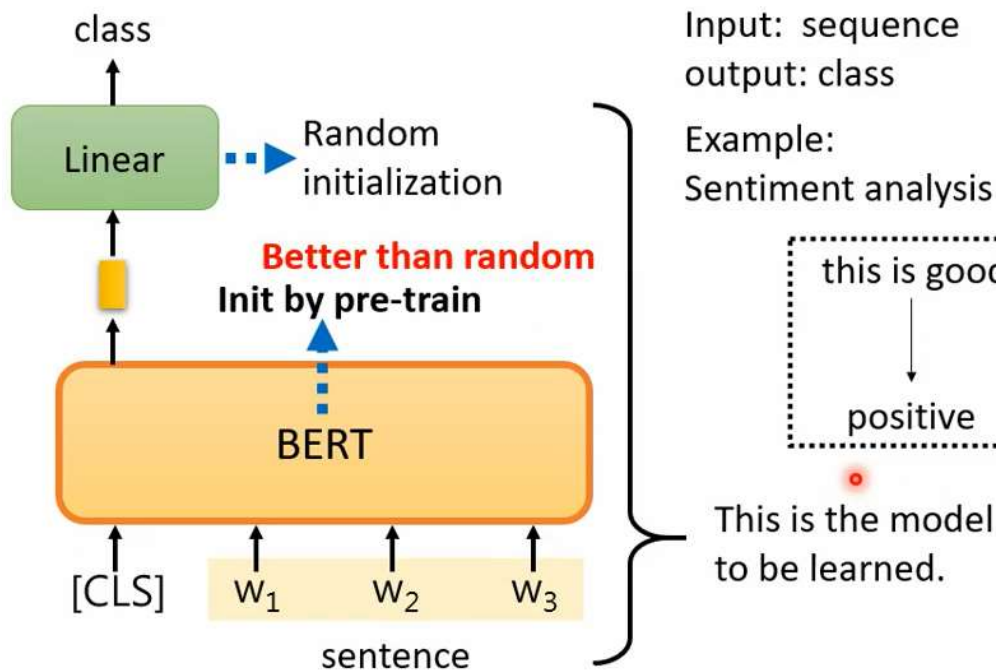 class
Linear
Random
initialization
Better than random
Init by pre-train
BERT
[CLS] w₁ w₂ w₃
sentence
Input: sequence
output: class
Example:
Sentiment analysis
this is good
positive
This is the model
to be learned.